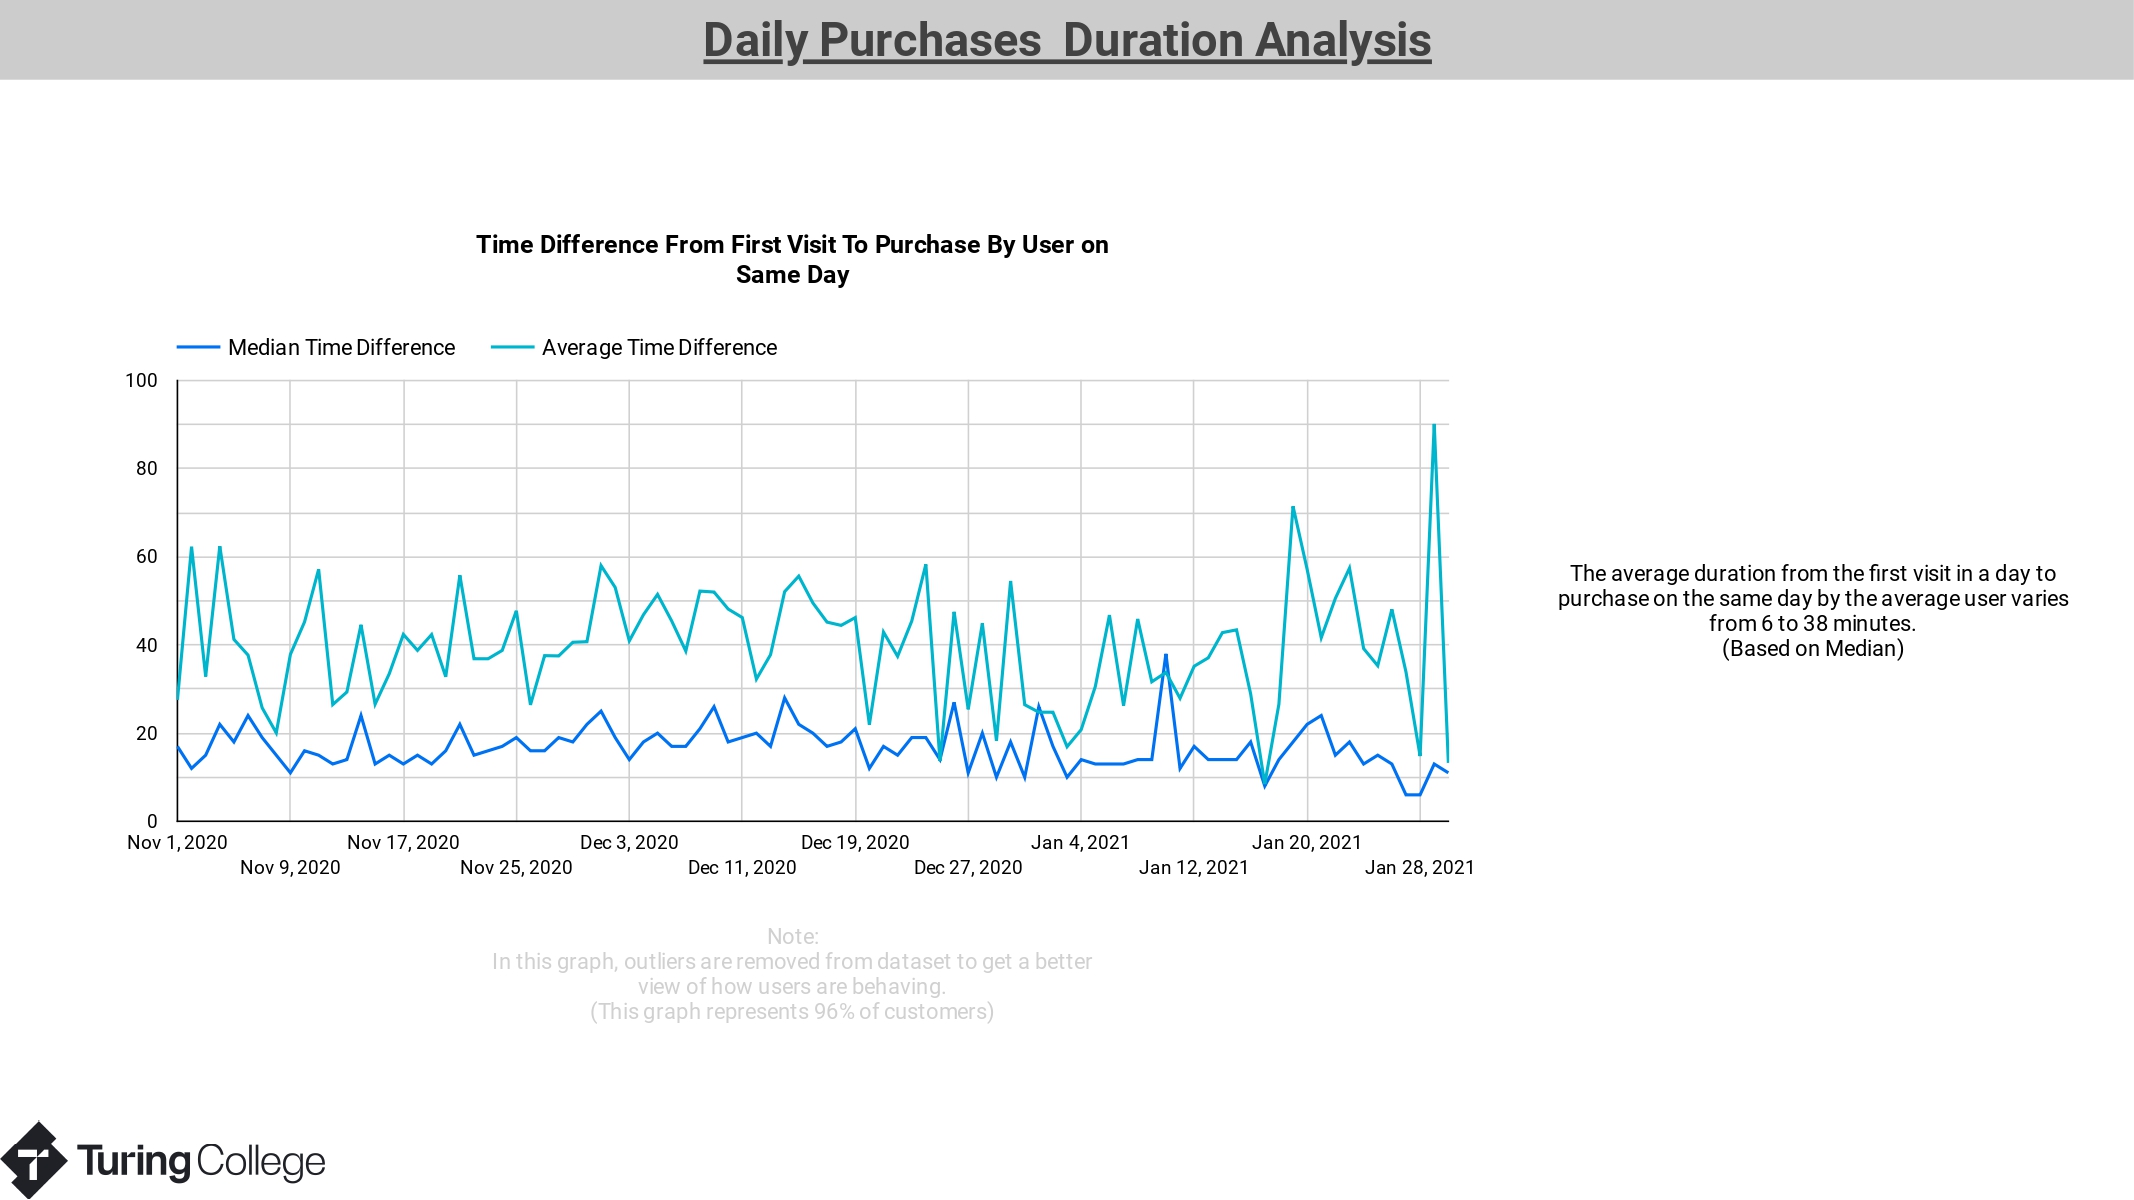 Daily Purchases  Duration Analysis
Time Difference From First Visit To Purchase By User on
Same Day
Median Time Difference
Average Time Difference
100
80
60
40
20
0
Nov 1, 2020
Nov 9, 2020
Nov 17, 2020
Nov 25, 2020
Dec 3, 2020
Dec 11, 2020
Dec 19, 2020
Dec 27, 2020
Jan 4, 2021
Jan 12, 2021
Jan 20, 2021
Jan 28, 2021
The average duration from the first visit in a day to
purchase on the same day by the average user varies
from 6 to 38 minutes.
(Based on Median)
Note:
In this graph, outliers are removed from dataset to get a better
view of how users are behaving.
(This graph represents 96% of customers)
Turing College